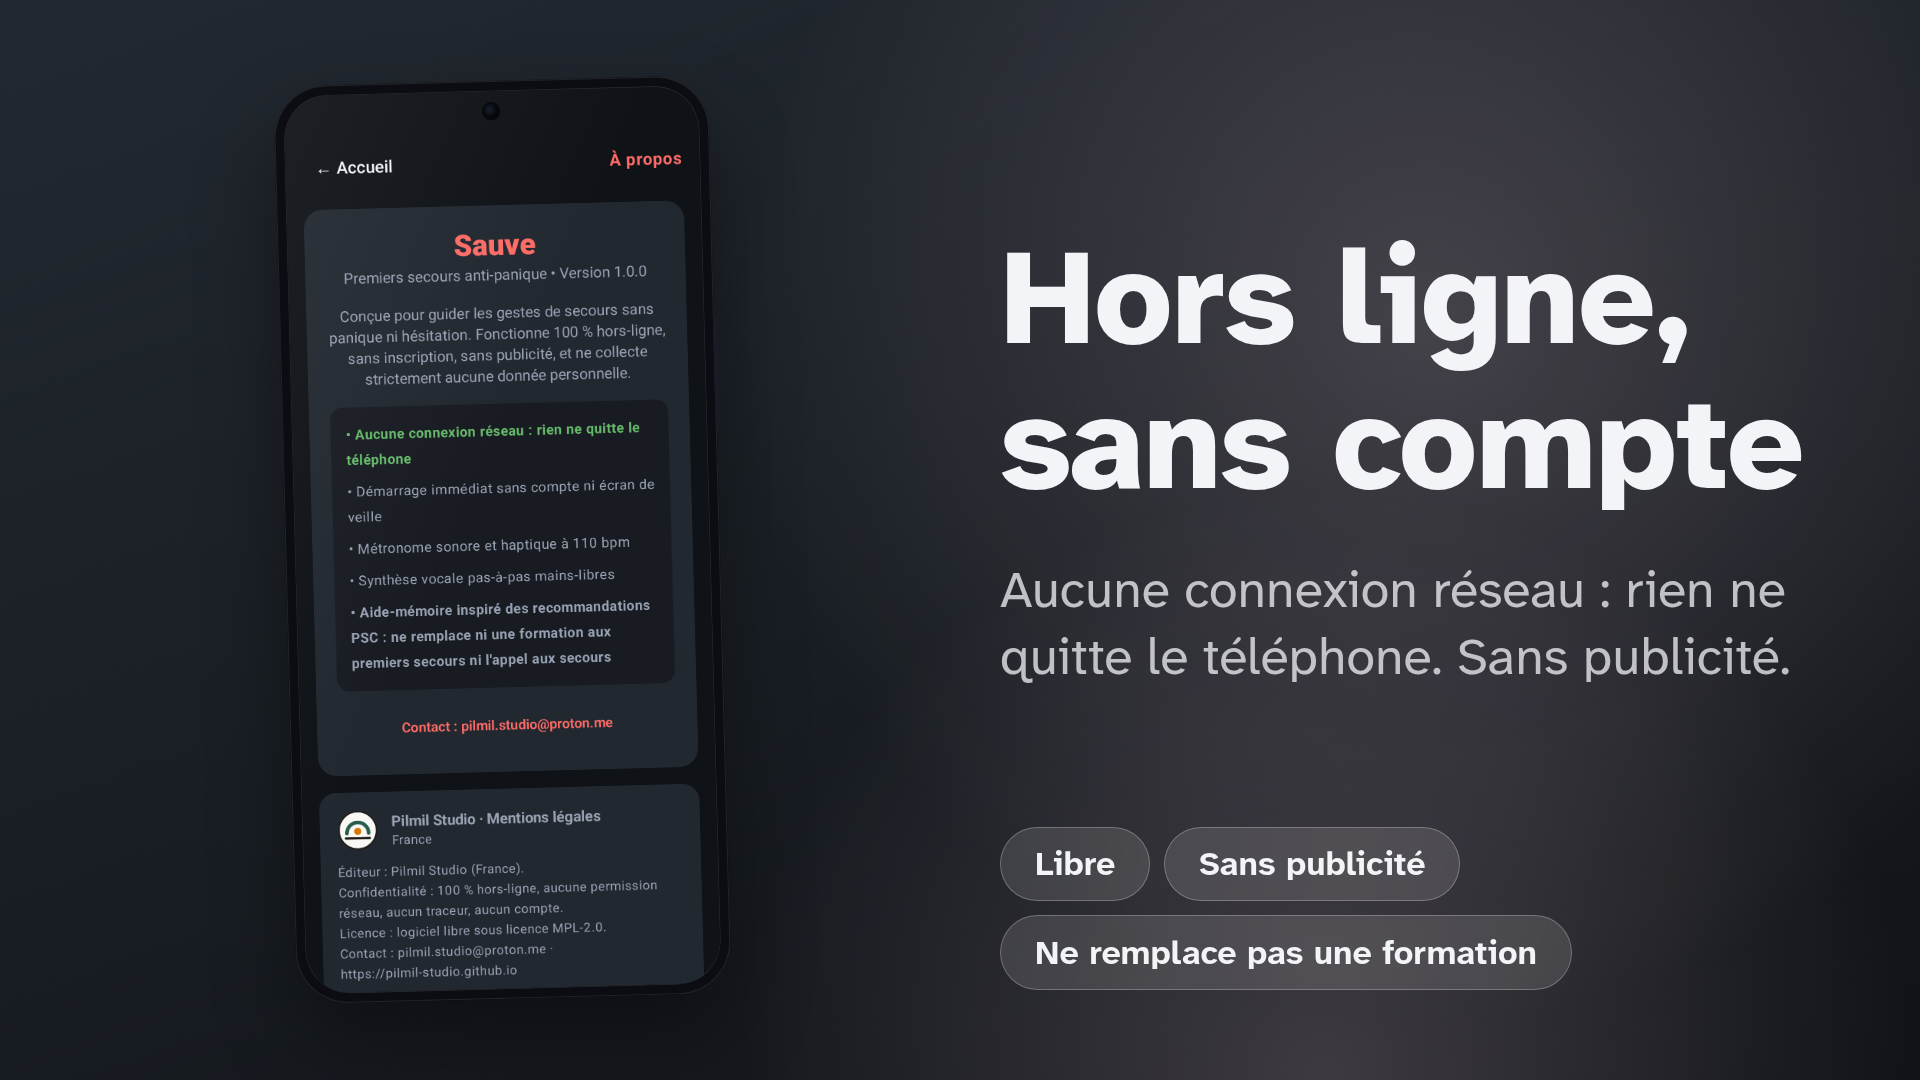 ← Accueil
À propos
Sauve
Premiers secours anti-panique • Version 1.0.0
Conçue pour guider les gestes de secours sans
panique ni hésitation. Fonctionne 100 % hors-ligne,
sans inscription, sans publicité, et ne collecte
strictement aucune donnée personnelle.
• Aucune connexion réseau : rien ne quitte le
téléphone
• Démarrage immédiat sans compte ni écran de
veille
• Métronome sonore et haptique à 110 bpm
• Synthèse vocale pas-à-pas mains-libres
• Aide-mémoire inspiré des recommandations
PSC : ne remplace ni une formation aux
premiers secours ni l'appel aux secours
Contact : pilmil.studio@proton.me
Pilmil Studio · Mentions légales
France
Éditeur : Pilmil Studio (France).
Confidentialité : 100 % hors-ligne, aucune permission
réseau, aucun traceur, aucun compte.
Licence : logiciel libre sous licence MPL-2.0.
Contact : pilmil.studio@proton.me ·
https://pilmil-studio.github.io
Hors ligne,
sans compte
Aucune connexion réseau : rien ne
quitte le téléphone. Sans publicité.
Libre
Sans publicité
Ne remplace pas une formation